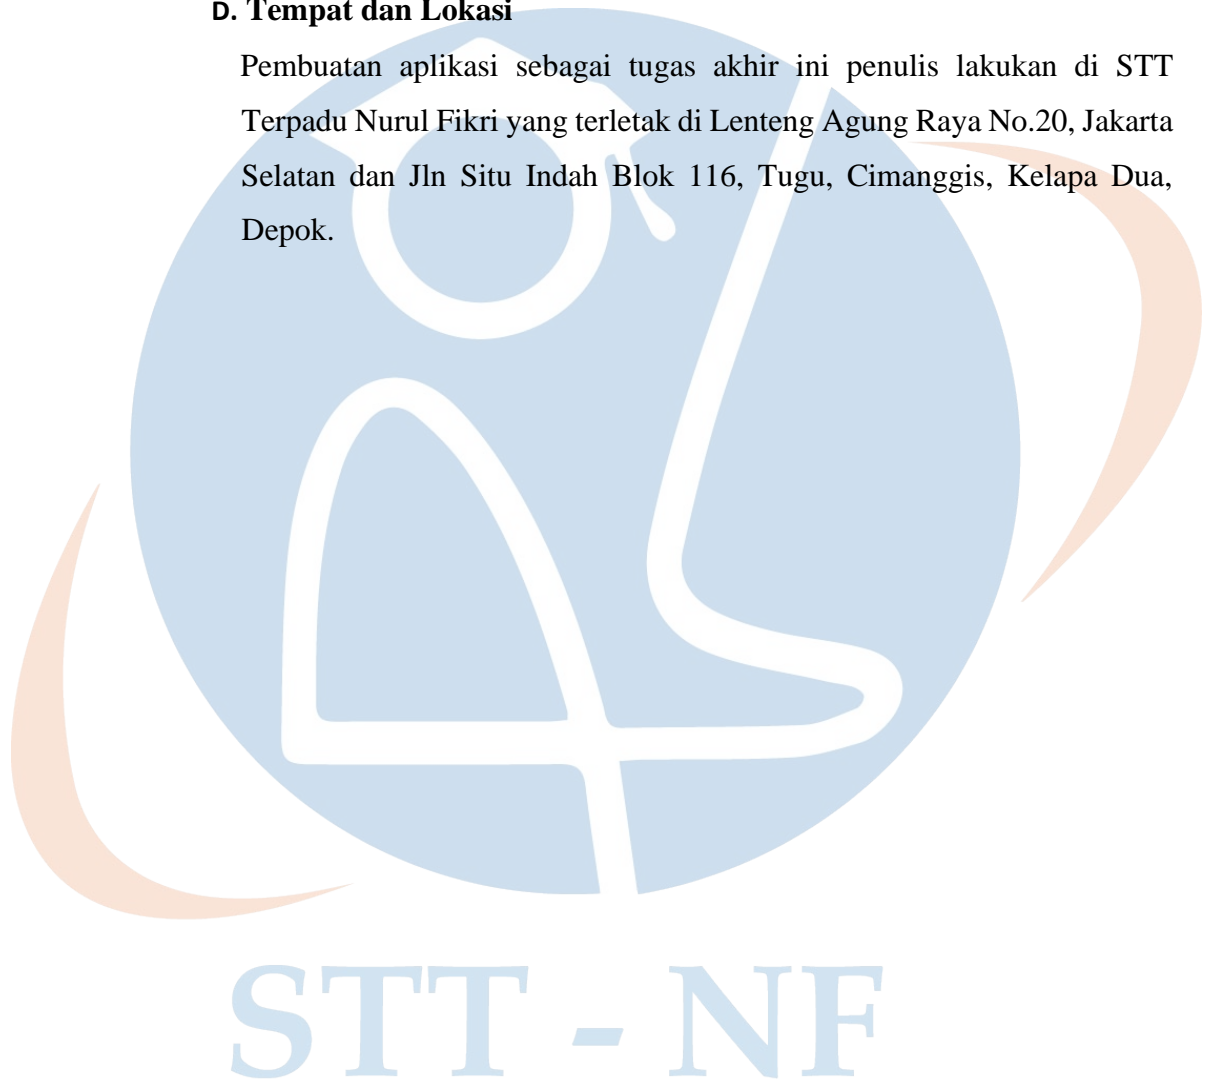 D. Tempat dan Lokasi
Pembuatan aplikasi sebagai tugas akhir ini penulis lakukan di STT
Terpadu Nurul Fikri yang terletak di Lenteng Agung Raya No.20, Jakarta
Selatan dan Jln Situ Indah Blok 116, Tugu, Cimanggis, Kelapa Dua,
Depok.
STT - NF